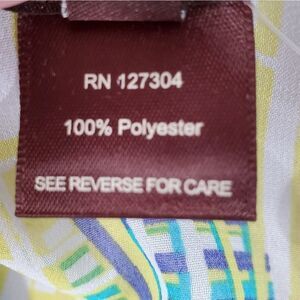 RN 127304
100% Polyester
SEE REVERSE FOR CARE